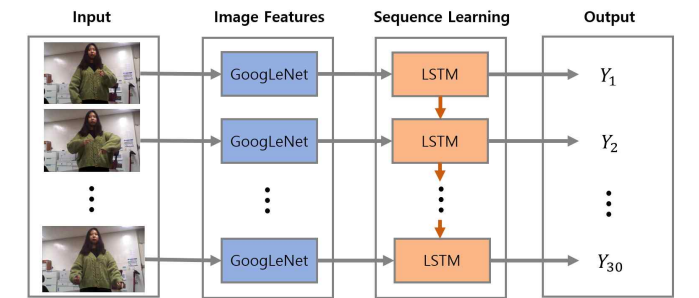 Input Image Features Sequence Learning Output
GoogLeNet LSTM Y₁
GoogLeNet LSTM Y₂
GoogLeNet LSTM Y₃₀